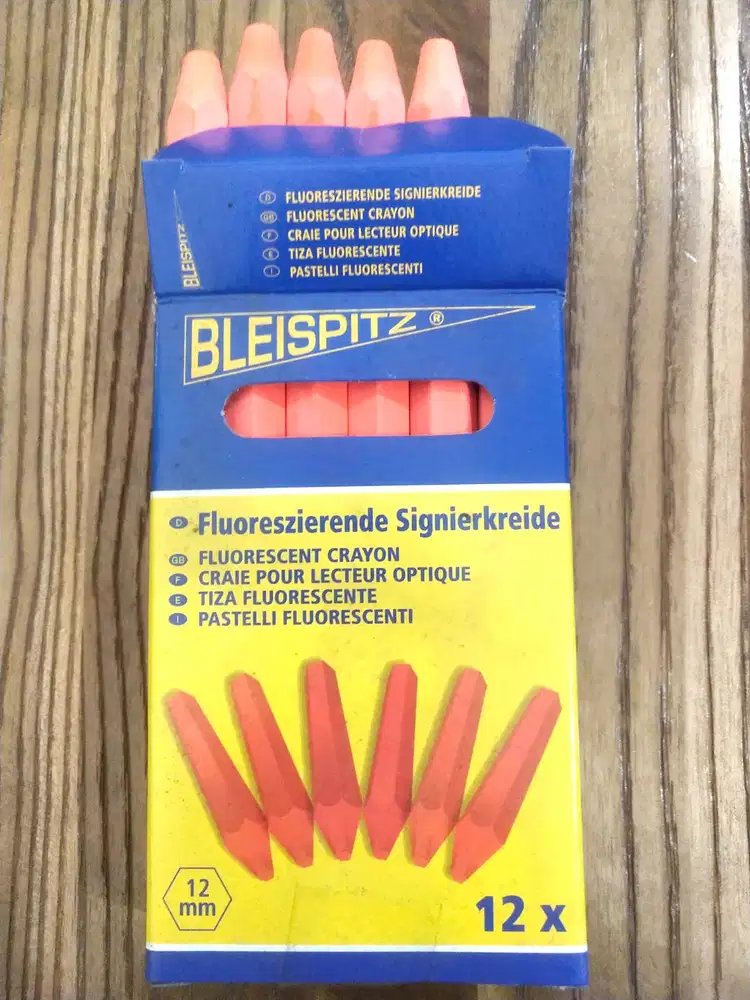 D FLUORESZIERENDE SIGNIERKREIDE
GB FLUORESCENT CRAYON
F CRAIE POUR LECTEUR OPTIQUE
E TIZA FLUORESCENTE
I PASTELLI FLUORESCENTI
BLEISPITZ
BLEISPITZ ®
D Fluoreszierende Signierkreide
GB FLUORESCENT CRAYON
F CRAIE POUR LECTEUR OPTIQUE
E TIZA FLUORESCENTE
I PASTELLI FLUORESCENTI
12
mm
12 x